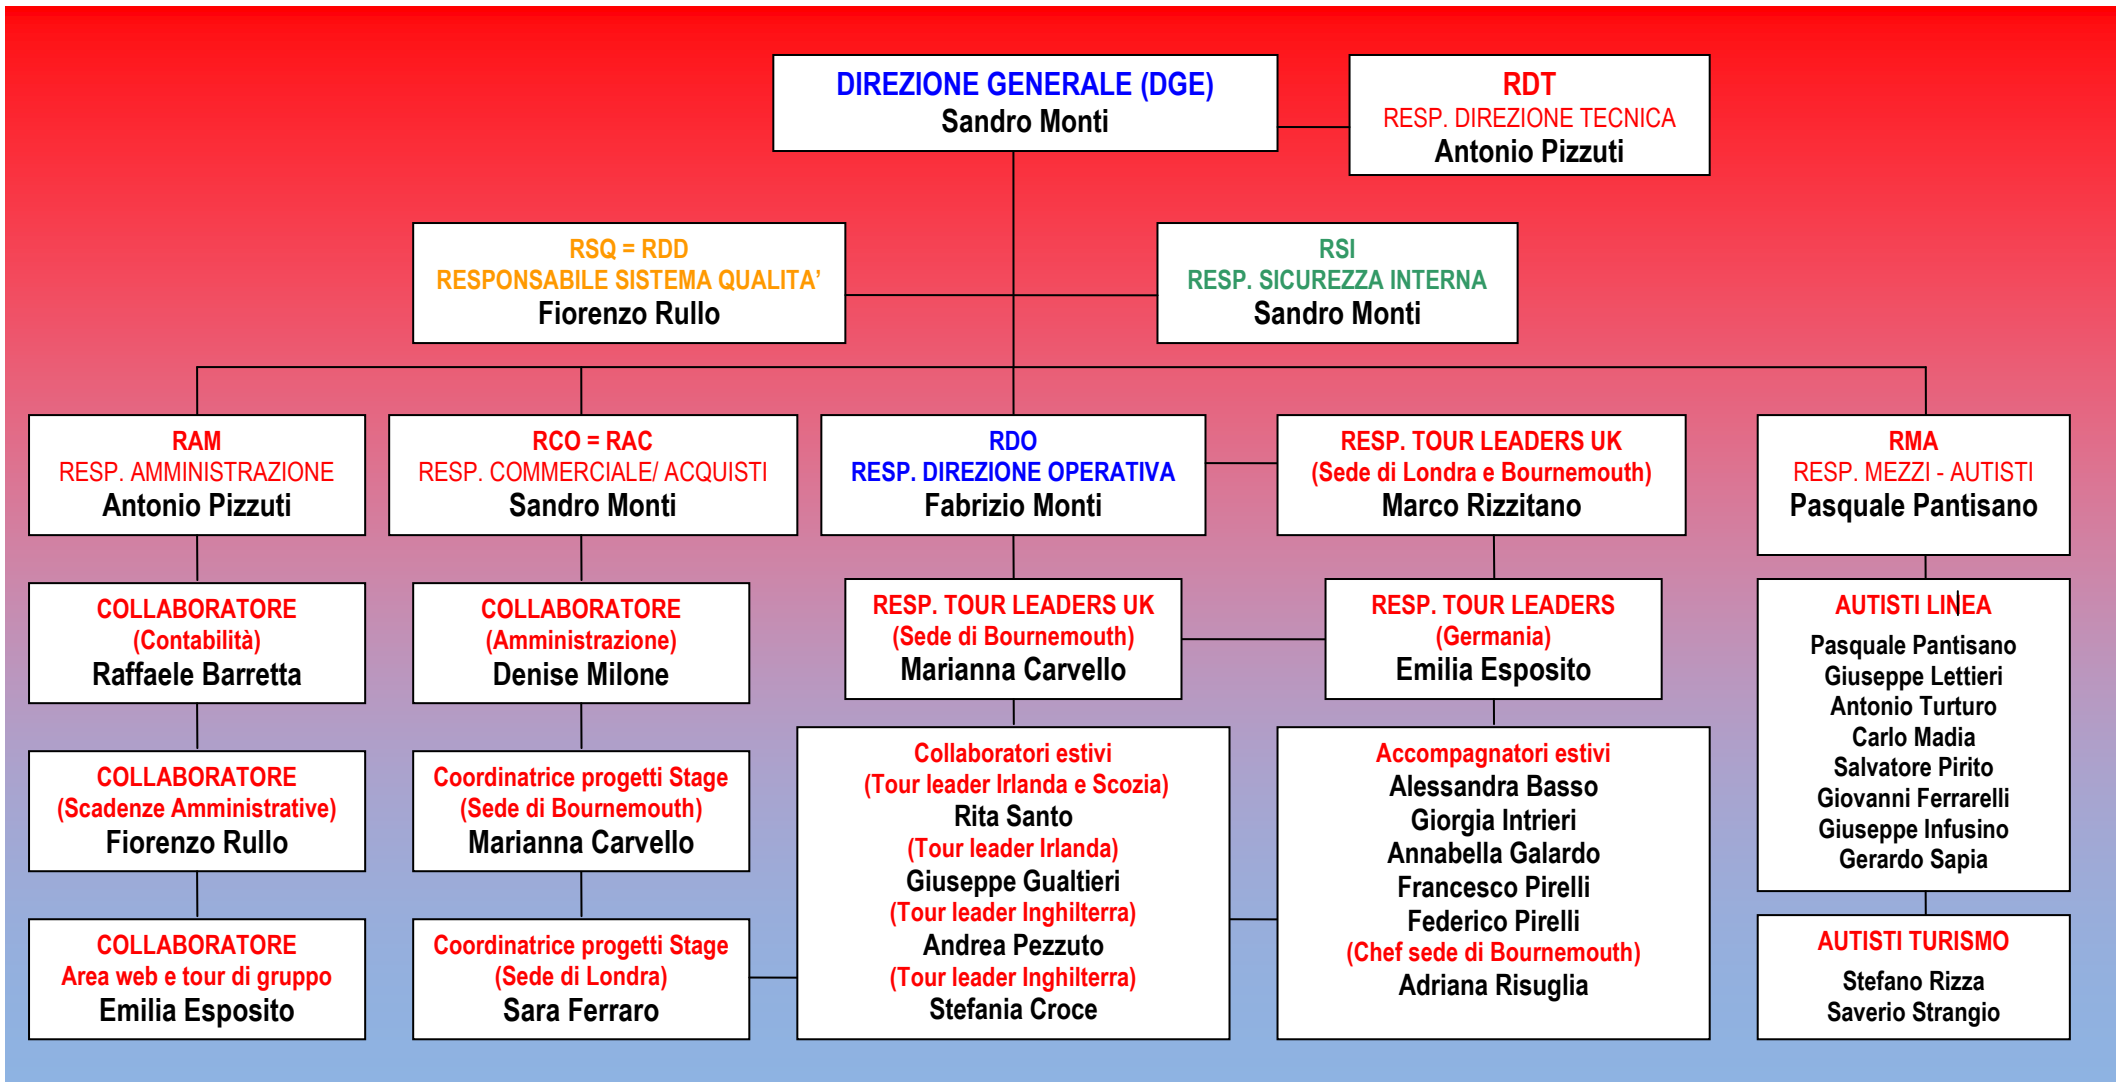 DIREZIONE GENERALE (DGE)
Sandro Monti
RDT
RESP. DIREZIONE TECNICA
Antonio Pizzuti
RSQ = RDD
RESPONSABILE SISTEMA QUALITA’
Fiorenzo Rullo
RSI
RESP. SICUREZZA INTERNA
Sandro Monti
RAM
RESP. AMMINISTRAZIONE
Antonio Pizzuti
RCO = RAC
RESP. COMMERCIALE/ ACQUISTI
Sandro Monti
RDO
RESP. DIREZIONE OPERATIVA
Fabrizio Monti
RESP. TOUR LEADERS UK
(Sede di Londra e Bournemouth)
Marco Rizzitano
RMA
RESP. MEZZI - AUTISTI
Pasquale Pantisano
COLLABORATORE
(Contabilità)
Raffaele Barretta
COLLABORATORE
(Amministrazione)
Denise Milone
RESP. TOUR LEADERS UK
(Sede di Bournemouth)
Marianna Carvello
RESP. TOUR LEADERS
(Germania)
Emilia Esposito
AUTISTI LINEA
Pasquale Pantisano
Giuseppe Lettieri
Antonio Turturo
Carlo Madia
Salvatore Pirito
Giovanni Ferrarelli
Giuseppe Infusino
Gerardo Sapia
COLLABORATORE
(Scadenze Amministrative)
Fiorenzo Rullo
Coordinatrice progetti Stage
(Sede di Bournemouth)
Marianna Carvello
Collaboratori estivi
(Tour leader Irlanda e Scozia)
Rita Santo
(Tour leader Irlanda)
Giuseppe Gualtieri
(Tour leader Inghilterra)
Andrea Pezzuto
(Tour leader Inghilterra)
Stefania Croce
Accompagnatori estivi
Alessandra Basso
Giorgia Intrieri
Annabella Galardo
Francesco Pirelli
Federico Pirelli
(Chef sede di Bournemouth)
Adriana Risuglia
COLLABORATORE
Area web e tour di gruppo
Emilia Esposito
Coordinatrice progetti Stage
(Sede di Londra)
Sara Ferraro
AUTISTI TURISMO
Stefano Rizza
Saverio Strangio